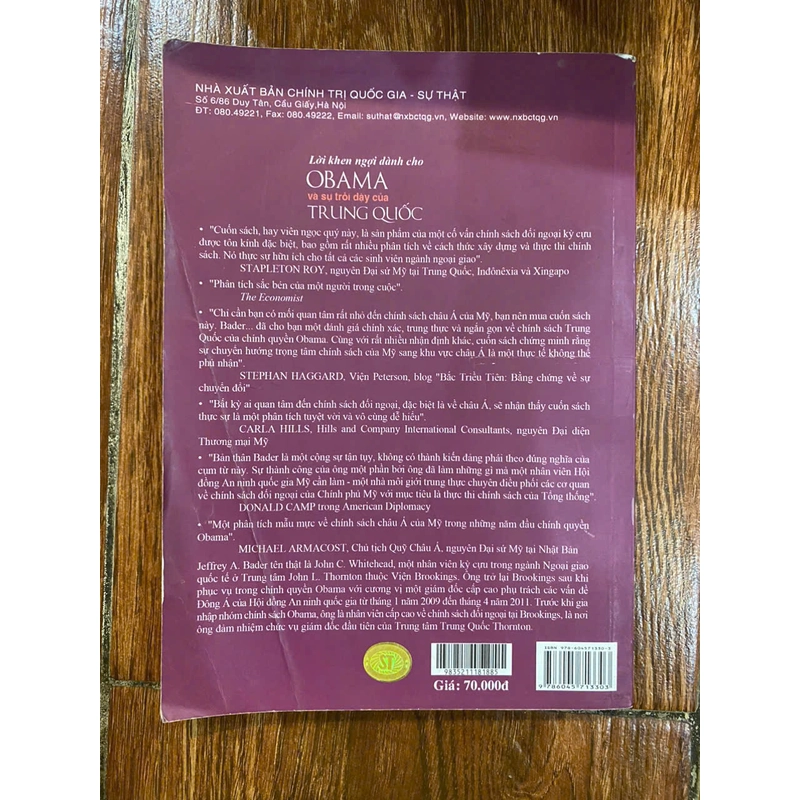 NHÀ XUẤT BẢN CHÍNH TRỊ QUỐC GIA - SỰ THẬT
Số 6/86 Duy Tân, Cầu Giấy,Hà Nội
ĐT: 080.49221, Fax: 080.49222, Email: suthat@nxbctqg.vn, Website: www.nxbctqg.vn
Lời khen ngợi dành cho
OBAMA
và sự trỗi dậy của
TRUNG QUỐC
• "Cuốn sách, hay viên ngọc quý này, là sản phẩm của một cố vấn chính sách đối ngoại kỳ cựu
được tôn kính đặc biệt, bao gồm rất nhiều phân tích về cách thức xây dựng và thực thi chính
sách. Nó thực sự hữu ích cho tất cả các sinh viên ngành ngoại giao".
STAPLETON ROY, nguyên Đại sứ Mỹ tại Trung Quốc, Inđônêxia và Xingapo
• "Phân tích sắc bén của một người trong cuộc".
The Economist
• "Chỉ cần bạn có mối quan tâm rất nhỏ đến chính sách châu Á của Mỹ, bạn nên mua cuốn sách
này. Bader... đã cho bạn một đánh giá chính xác, trung thực và ngắn gọn về chính sách Trung
Quốc của chính quyền Obama. Cùng với rất nhiều nhận định khác, cuốn sách chứng minh rằng
sự chuyển hướng trọng tâm chính sách của Mỹ sang khu vực châu Á là một thực tế không thể
phủ nhận".
STEPHAN HAGGARD, Viện Peterson, blog "Bắc Triều Tiên: Bằng chứng về sự
chuyển đổi"
• "Bất kỳ ai quan tâm đến chính sách đối ngoại, đặc biệt là về châu Á, sẽ nhận thấy cuốn sách
thực sự là một phân tích tuyệt vời và vô cùng dễ hiểu".
CARLA HILLS, Hills and Company International Consultants, nguyên Đại diện
Thương mại Mỹ
• "Bản thân Bader là một cộng sự tận tụy, không có thành kiến đảng phái theo đúng nghĩa của
cụm từ này. Sự thành công của ông một phần bởi ông đã làm những gì mà một nhân viên Hội
đồng An ninh quốc gia Mỹ cần làm - một nhà môi giới trung thực chuyên điều phối các cơ quan
về chính sách đối ngoại của Chính phủ Mỹ với mục tiêu là thực thi chính sách của Tổng thống".
DONALD CAMP trong American Diplomacy
• "Một phân tích mẫu mực về chính sách châu Á của Mỹ trong những năm đầu chính quyền
Obama".
MICHAEL ARMACOST, Chủ tịch Quỹ Châu Á, nguyên Đại sứ Mỹ tại Nhật Bản
Jeffrey A. Bader tên thật là John C. Whitehead, một nhân viên kỳ cựu trong ngành Ngoại giao
quốc tế ở Trung tâm John L. Thornton thuộc Viện Brookings. Ông trở lại Brookings sau khi
phục vụ trong chính quyền Obama với cương vị một giám đốc cấp cao phụ trách các vấn đề
Đông Á của Hội đồng An ninh quốc gia từ tháng 1 năm 2009 đến tháng 4 năm 2011. Trước khi gia
nhập nhóm chính sách Obama, ông là nhân viên cấp cao về chính sách đối ngoại tại Brookings, là nơi
ông đảm nhiệm chức vụ giám đốc đầu tiên của Trung tâm Trung Quốc Thornton.
ISBN 978-604571330-3
9 786045 713303
9835211181885
ST
Giá: 70.000đ